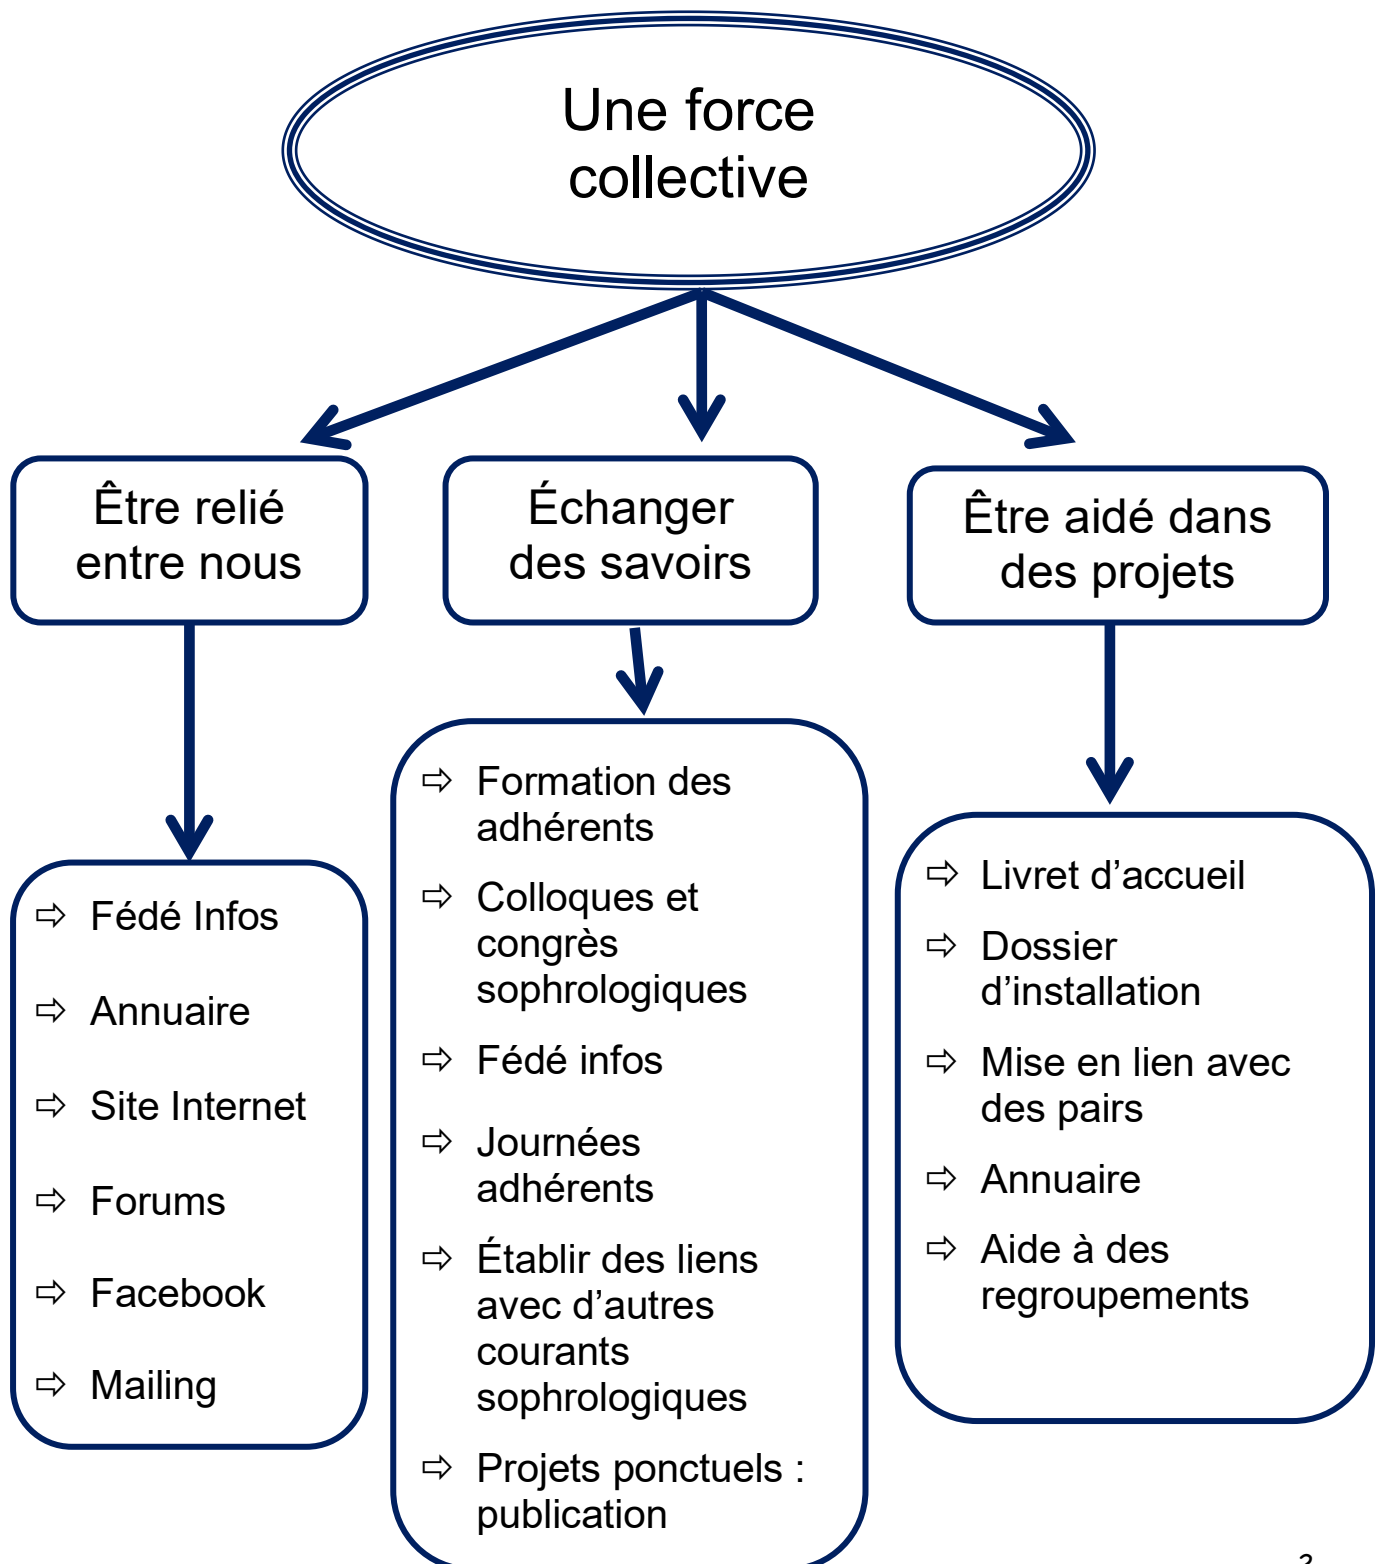 Une force
collective
Être relié
entre nous
Échanger
des savoirs
Être aidé dans
des projets
⇨ Fédé Infos
⇨ Annuaire
⇨ Site Internet
⇨ Forums
⇨ Facebook
⇨ Mailing
⇨ Formation des
adhérents
⇨ Colloques et
congrès
sophrologiques
⇨ Fédé infos
⇨ Journées
adhérents
⇨ Établir des liens
avec d’autres
courants
sophrologiques
⇨ Projets ponctuels :
publication
⇨ Livret d’accueil
⇨ Dossier
d’installation
⇨ Mise en lien avec
des pairs
⇨ Annuaire
⇨ Aide à des
regroupements